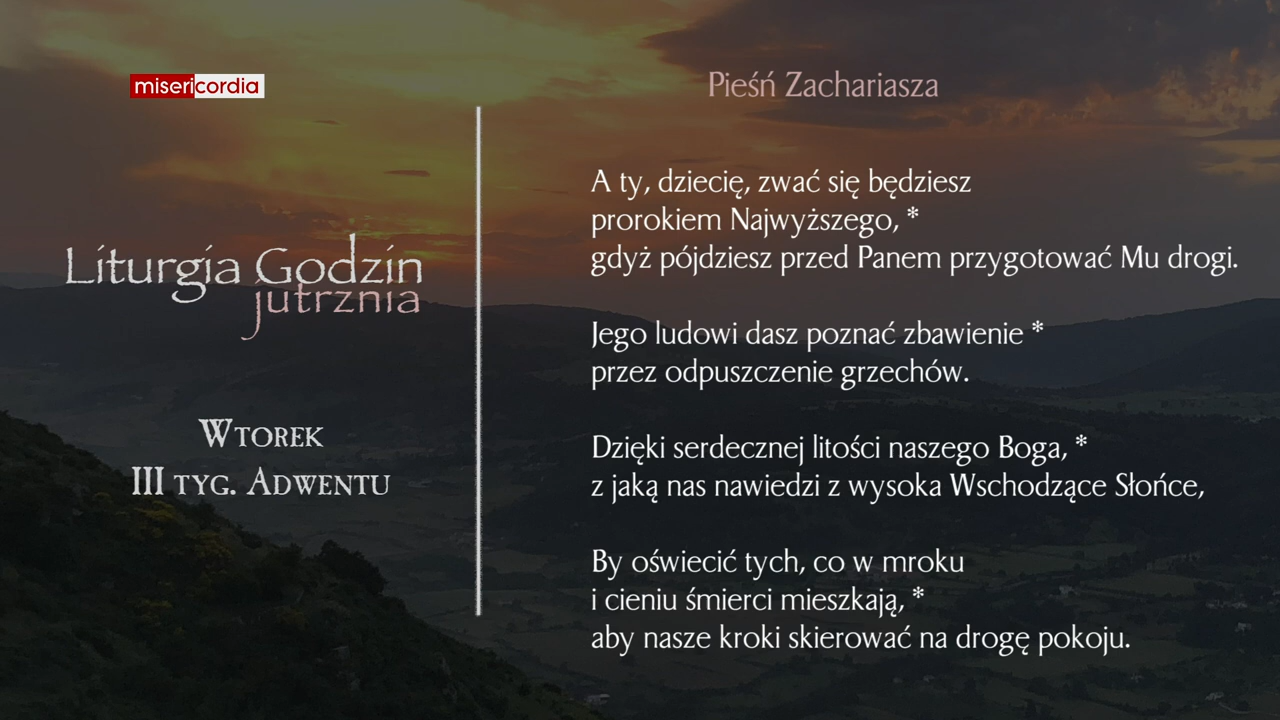 misericordia
Liturgia Godzin
jutrznia
Wtorek
III tyg. Adwentu
Pieśń Zachariasza
A ty, dziecię, zwać się będziesz
prorokiem Najwyższego, *
gdyż pójdziesz przed Panem przygotować Mu drogi.
Jego ludowi dasz poznać zbawienie *
przez odpuszczenie grzechów.
Dzięki serdecznej litości naszego Boga, *
z jaką nas nawiedzi z wysoka Wschodzące Słońce,
By oświecić tych, co w mroku
i cieniu śmierci mieszkają, *
aby nasze kroki skierować na drogę pokoju.